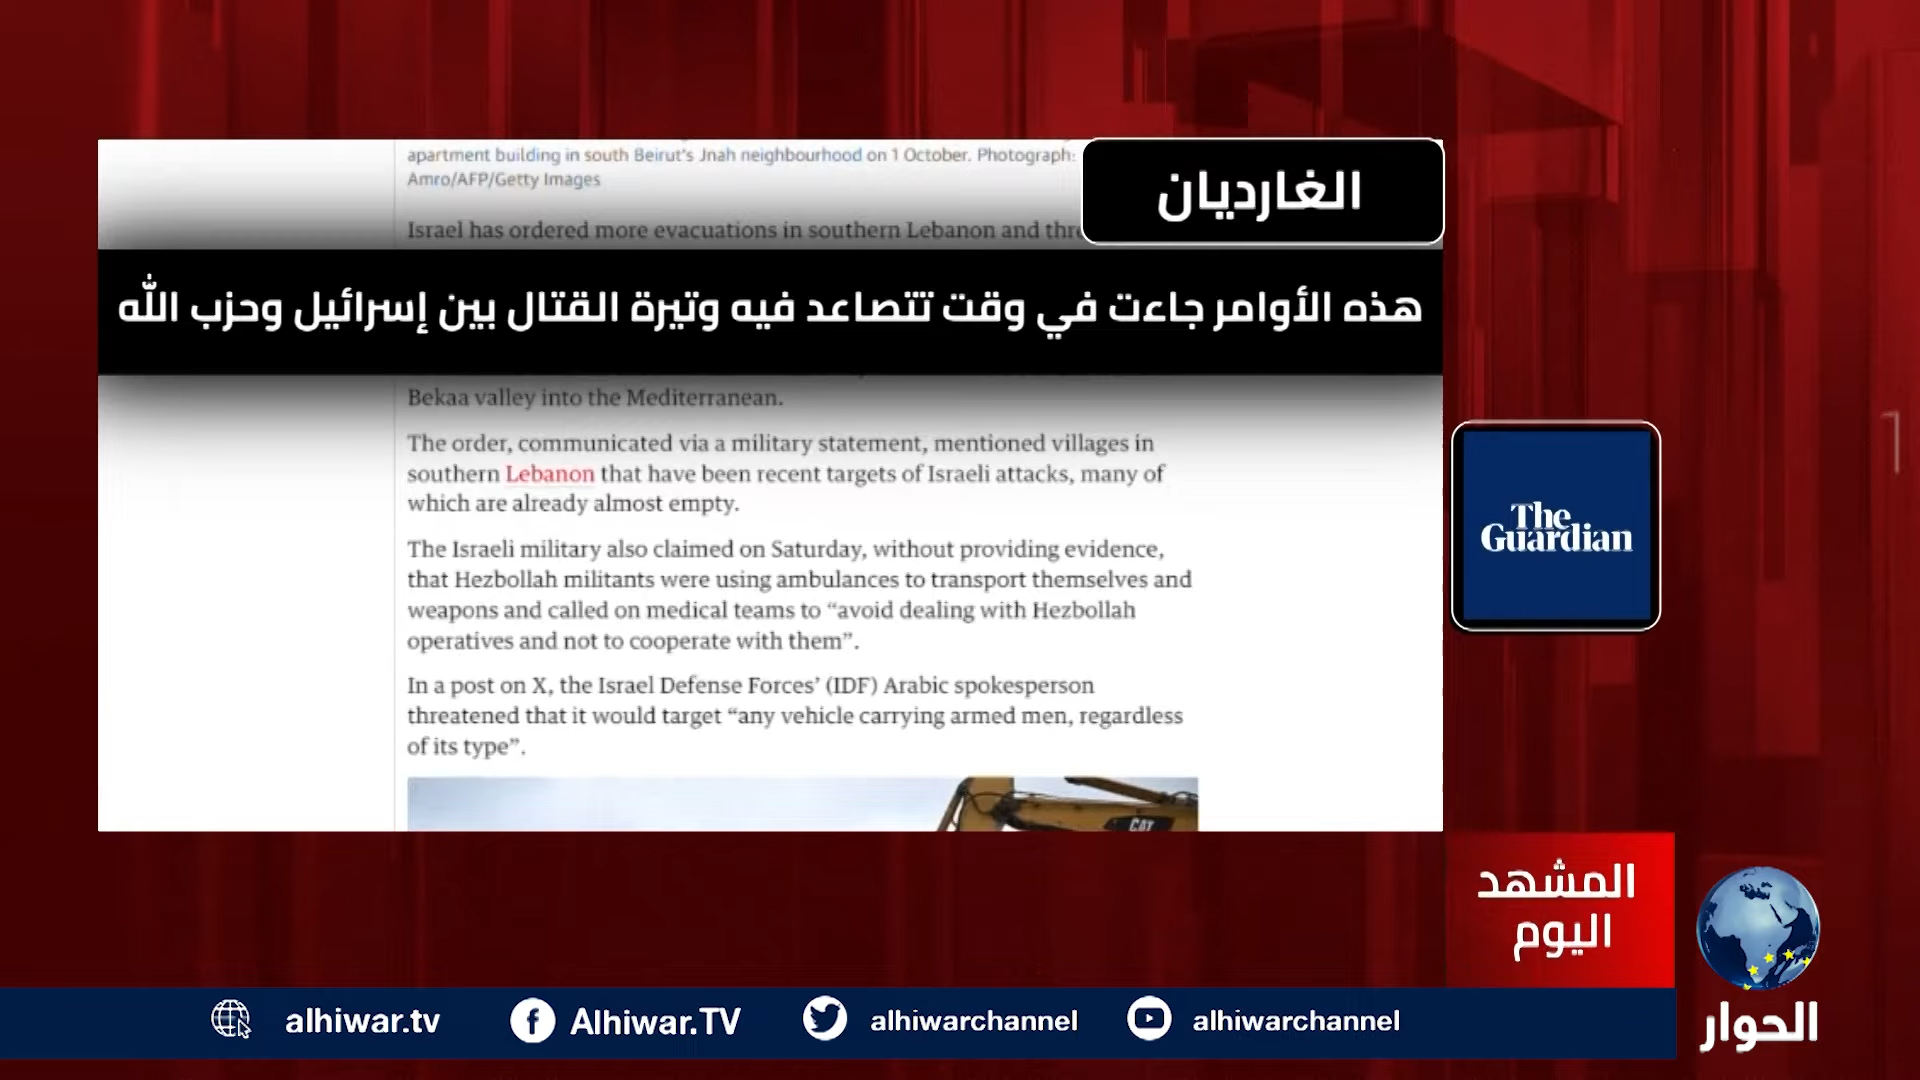 apartment building in south Beirut's Jnah neighbourhood on 1 October. Photograph:
Amro/AFP/Getty Images
الغارديان
Israel has ordered more evacuations in southern Lebanon and
هذه الأوامر جاءت في وقت تتصاعد فيه وتيرة القتال بين إسرائيل وحزب الله
Bekaa valley into the Mediterranean.
The order, communicated via a military statement, mentioned villages in
southern Lebanon that have been recent targets of Israeli attacks, many of
which are already almost empty.
The Israeli military also claimed on Saturday, without providing evidence,
that Hezbollah militants were using ambulances to transport themselves and
weapons and called on medical teams to “avoid dealing with Hezbollah
operatives and not to cooperate with them”.
In a post on X, the Israel Defense Forces’ (IDF) Arabic spokesperson
threatened that it would target “any vehicle carrying armed men, regardless
of its type”.
CAT
The
Guardian
المشهد
اليوم
الحوار
alhiwar.tv
Alhiwar.TV
alhiwarchannel
alhiwarchannel